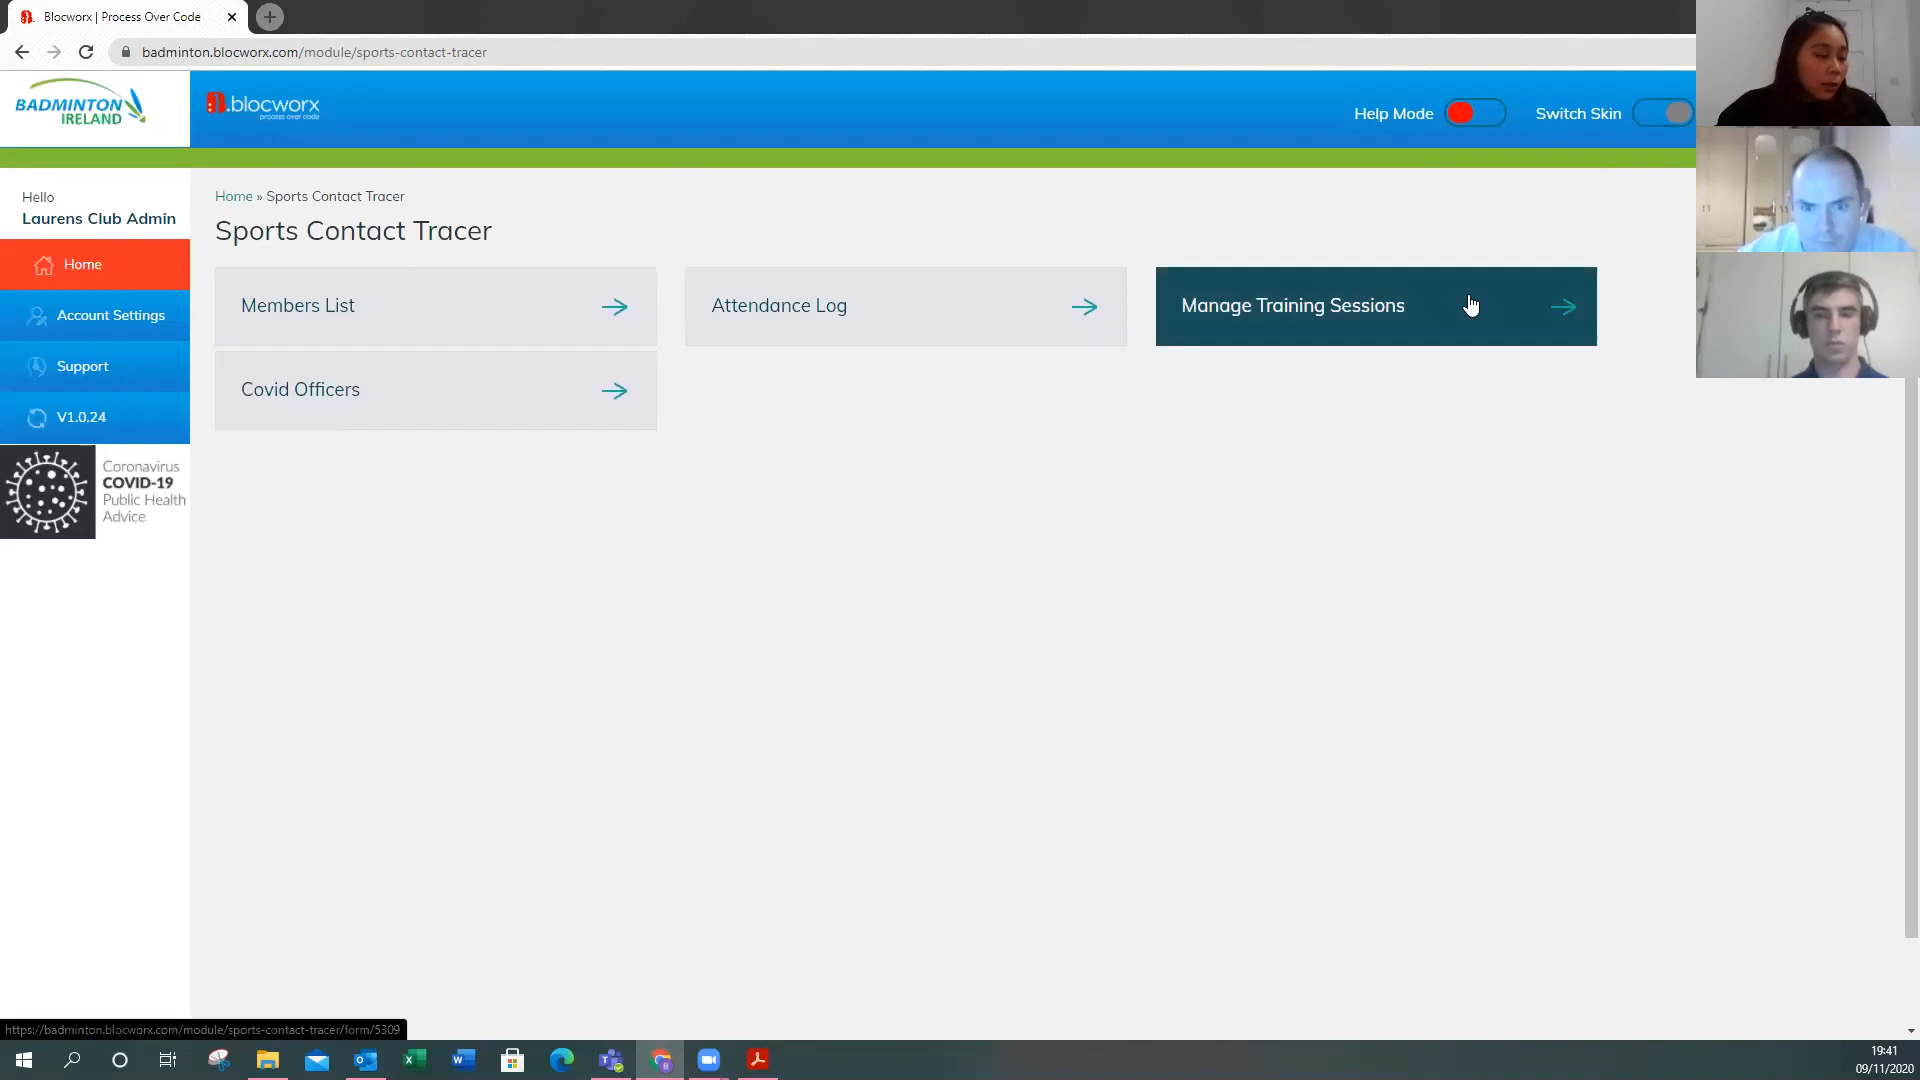 Blocworx | Process Over Code
badminton.blocworx.com/module/sports-contact-tracer
BADMINTON
IRELAND
.blocworx
process over code
Help Mode
Switch Skin
Hello
Laurens Club Admin
Home
Account Settings
Support
V1.0.24
Coronavirus
COVID-19
Public Health
Advice
Home » Sports Contact Tracer
Sports Contact Tracer
Members List
Attendance Log
Manage Training Sessions
Covid Officers
https://badminton.blocworx.com/module/sports-contact-tracer/form/5309
19:41
09/11/2020